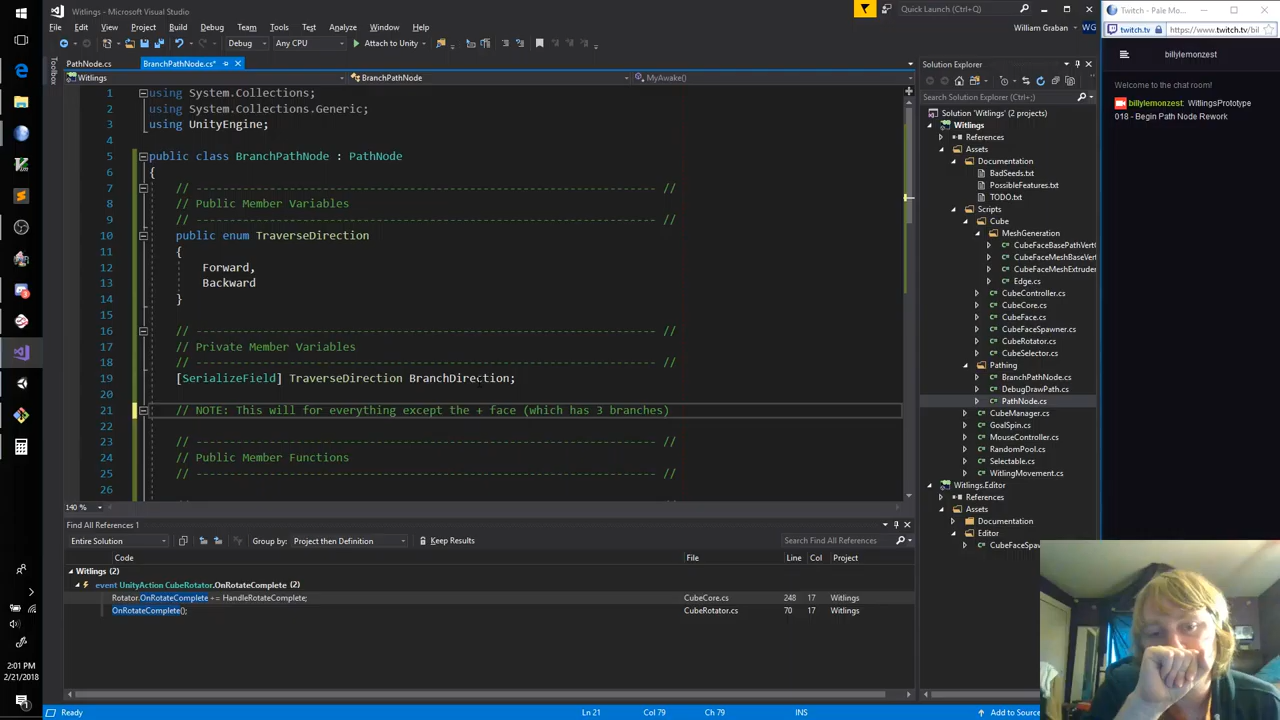 Witlings - Microsoft Visual Studio
Quick Launch (Ctrl+Q)
File Edit View Project Build Debug Team Tools Test Analyze Window Help
William Graban WG
Debug Any CPU Attach to Unity
PathNode.cs BranchPathNode.cs*
Witlings BranchPathNode MyAwake()
Toolbox
1 using System.Collections;
2 using System.Collections.Generic;
3 using UnityEngine;
4
5 public class BranchPathNode : PathNode
6 {
7 // --------------------------------------------------------------------- //
8 // Public Member Variables
9 // --------------------------------------------------------------------- //
10 public enum TraverseDirection
11 {
12 Forward,
13 Backward
14 }
15
16 // --------------------------------------------------------------------- //
17 // Private Member Variables
18 // --------------------------------------------------------------------- //
19 [SerializeField] TraverseDirection BranchDirection;
20
21 // NOTE: This will for everything except the + face (which has 3 branches)
22
23 // --------------------------------------------------------------------- //
24 // Public Member Functions
25 // --------------------------------------------------------------------- //
26
140 %
Find All References 1
Entire Solution Group by: Project then Definition Keep Results Search Find All References
Code File Line Col Project
Witlings (2)
event UnityAction CubeRotator.OnRotateComplete (2)
Rotator.OnRotateComplete += HandleRotateComplete; CubeCore.cs 248 17 Witlings
OnRotateComplete(); CubeRotator.cs 70 17 Witlings
Ready Ln 21 Col 79 Ch 79 INS Add to Source
Solution Explorer
Search Solution Explorer (Ctrl+;)
Solution 'Witlings' (2 projects)
Witlings
References
Assets
Documentation
BadSeeds.txt
PossibleFeatures.txt
TODO.txt
Scripts
Cube
MeshGeneration
CubeFaceBasePathVert
CubeFaceMeshBaseVert
CubeFaceMeshExtruder
Edge.cs
CubeController.cs
CubeCore.cs
CubeFace.cs
CubeFaceSpawner.cs
CubeRotator.cs
CubeSelector.cs
Pathing
BranchPathNode.cs
DebugDrawPath.cs
PathNode.cs
CubeManager.cs
GoalSpin.cs
MouseController.cs
RandomPool.cs
Selectable.cs
WitlingMovement.cs
Witlings.Editor
References
Assets
Documentation
Editor
CubeFaceSp
Twitch - Pale Mo...
twitch.tv https://www.twitch.tv/bil
billylemonzest
Welcome to the chat room!
billylemonzest: WitlingsPrototype
018 - Begin Path Node Rework
2:01 PM
2/21/2018